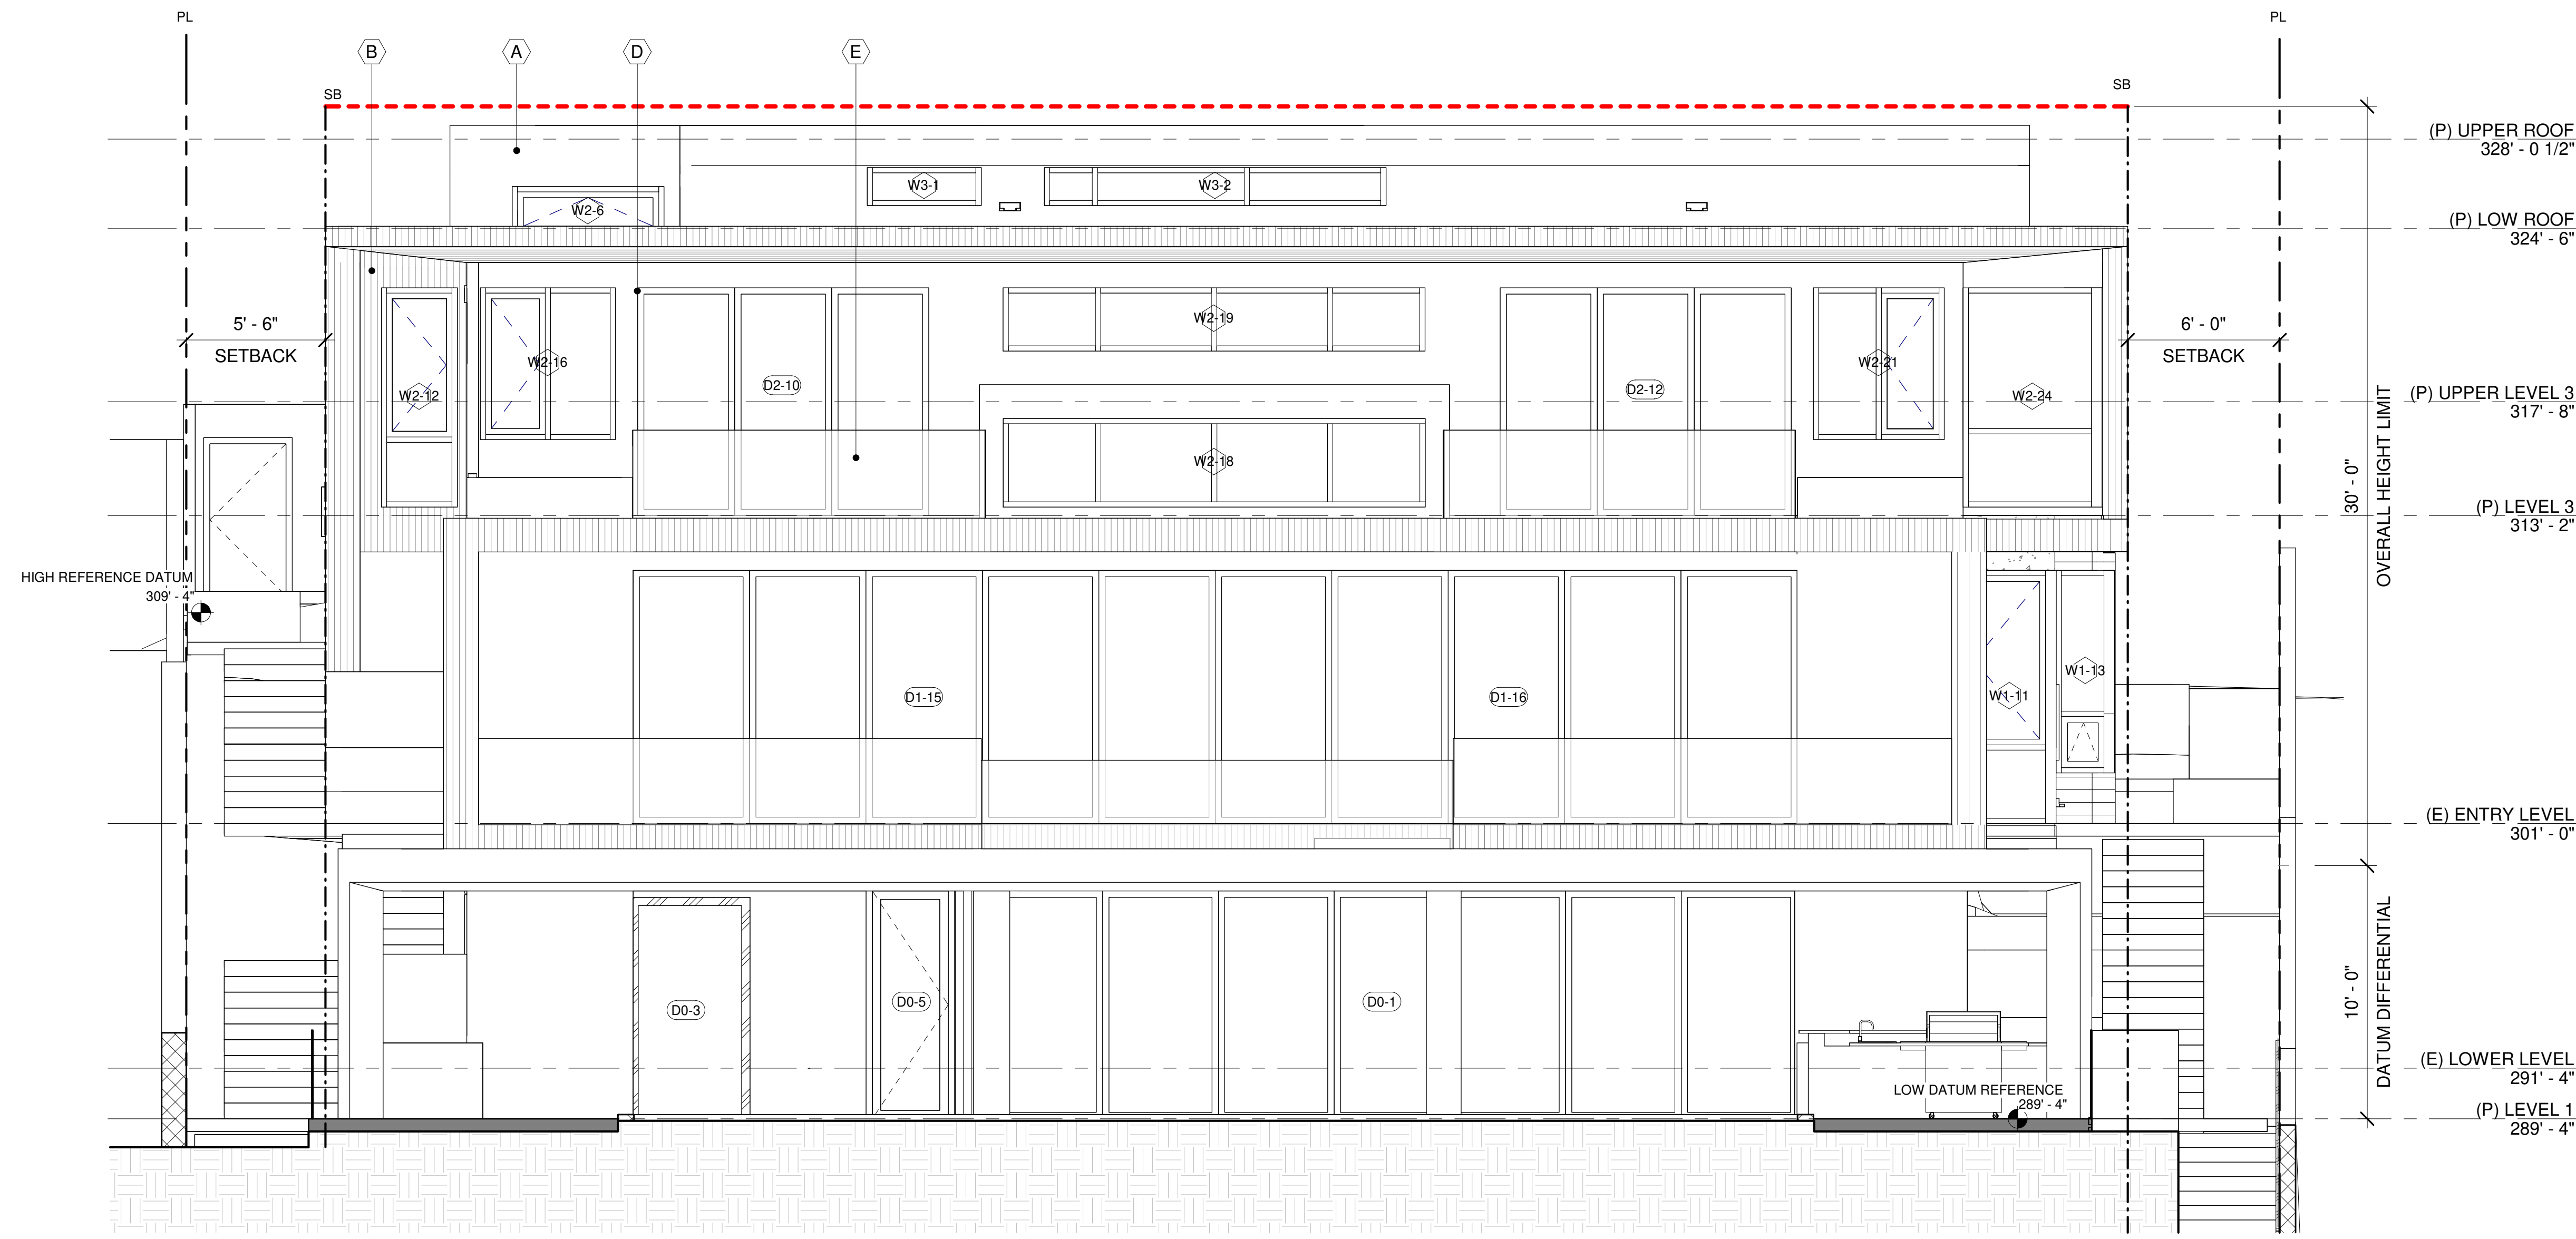 PL
PL
B
A
D
E
SB
SB
(P) UPPER ROOF
328' - 0 1/2"
W3-1
W3-2
W2-6
(P) LOW ROOF
324' - 6"
5' - 6"
SETBACK
6' - 0"
SETBACK
W2-19
W2-16
W2-21
D2-10
D2-12
W2-12
W2-24
(P) UPPER LEVEL 3
317' - 8"
W2-18
30' - 0"
OVERALL HEIGHT LIMIT
(P) LEVEL 3
313' - 2"
HIGH REFERENCE DATUM
309' - 4"
W1-13
D1-15
D1-16
W1-11
(E) ENTRY LEVEL
301' - 0"
D0-3
D0-5
D0-1
10' - 0"
DATUM DIFFERENTIAL
(E) LOWER LEVEL
291' - 4"
LOW DATUM REFERENCE
289' - 4"
(P) LEVEL 1
289' - 4"